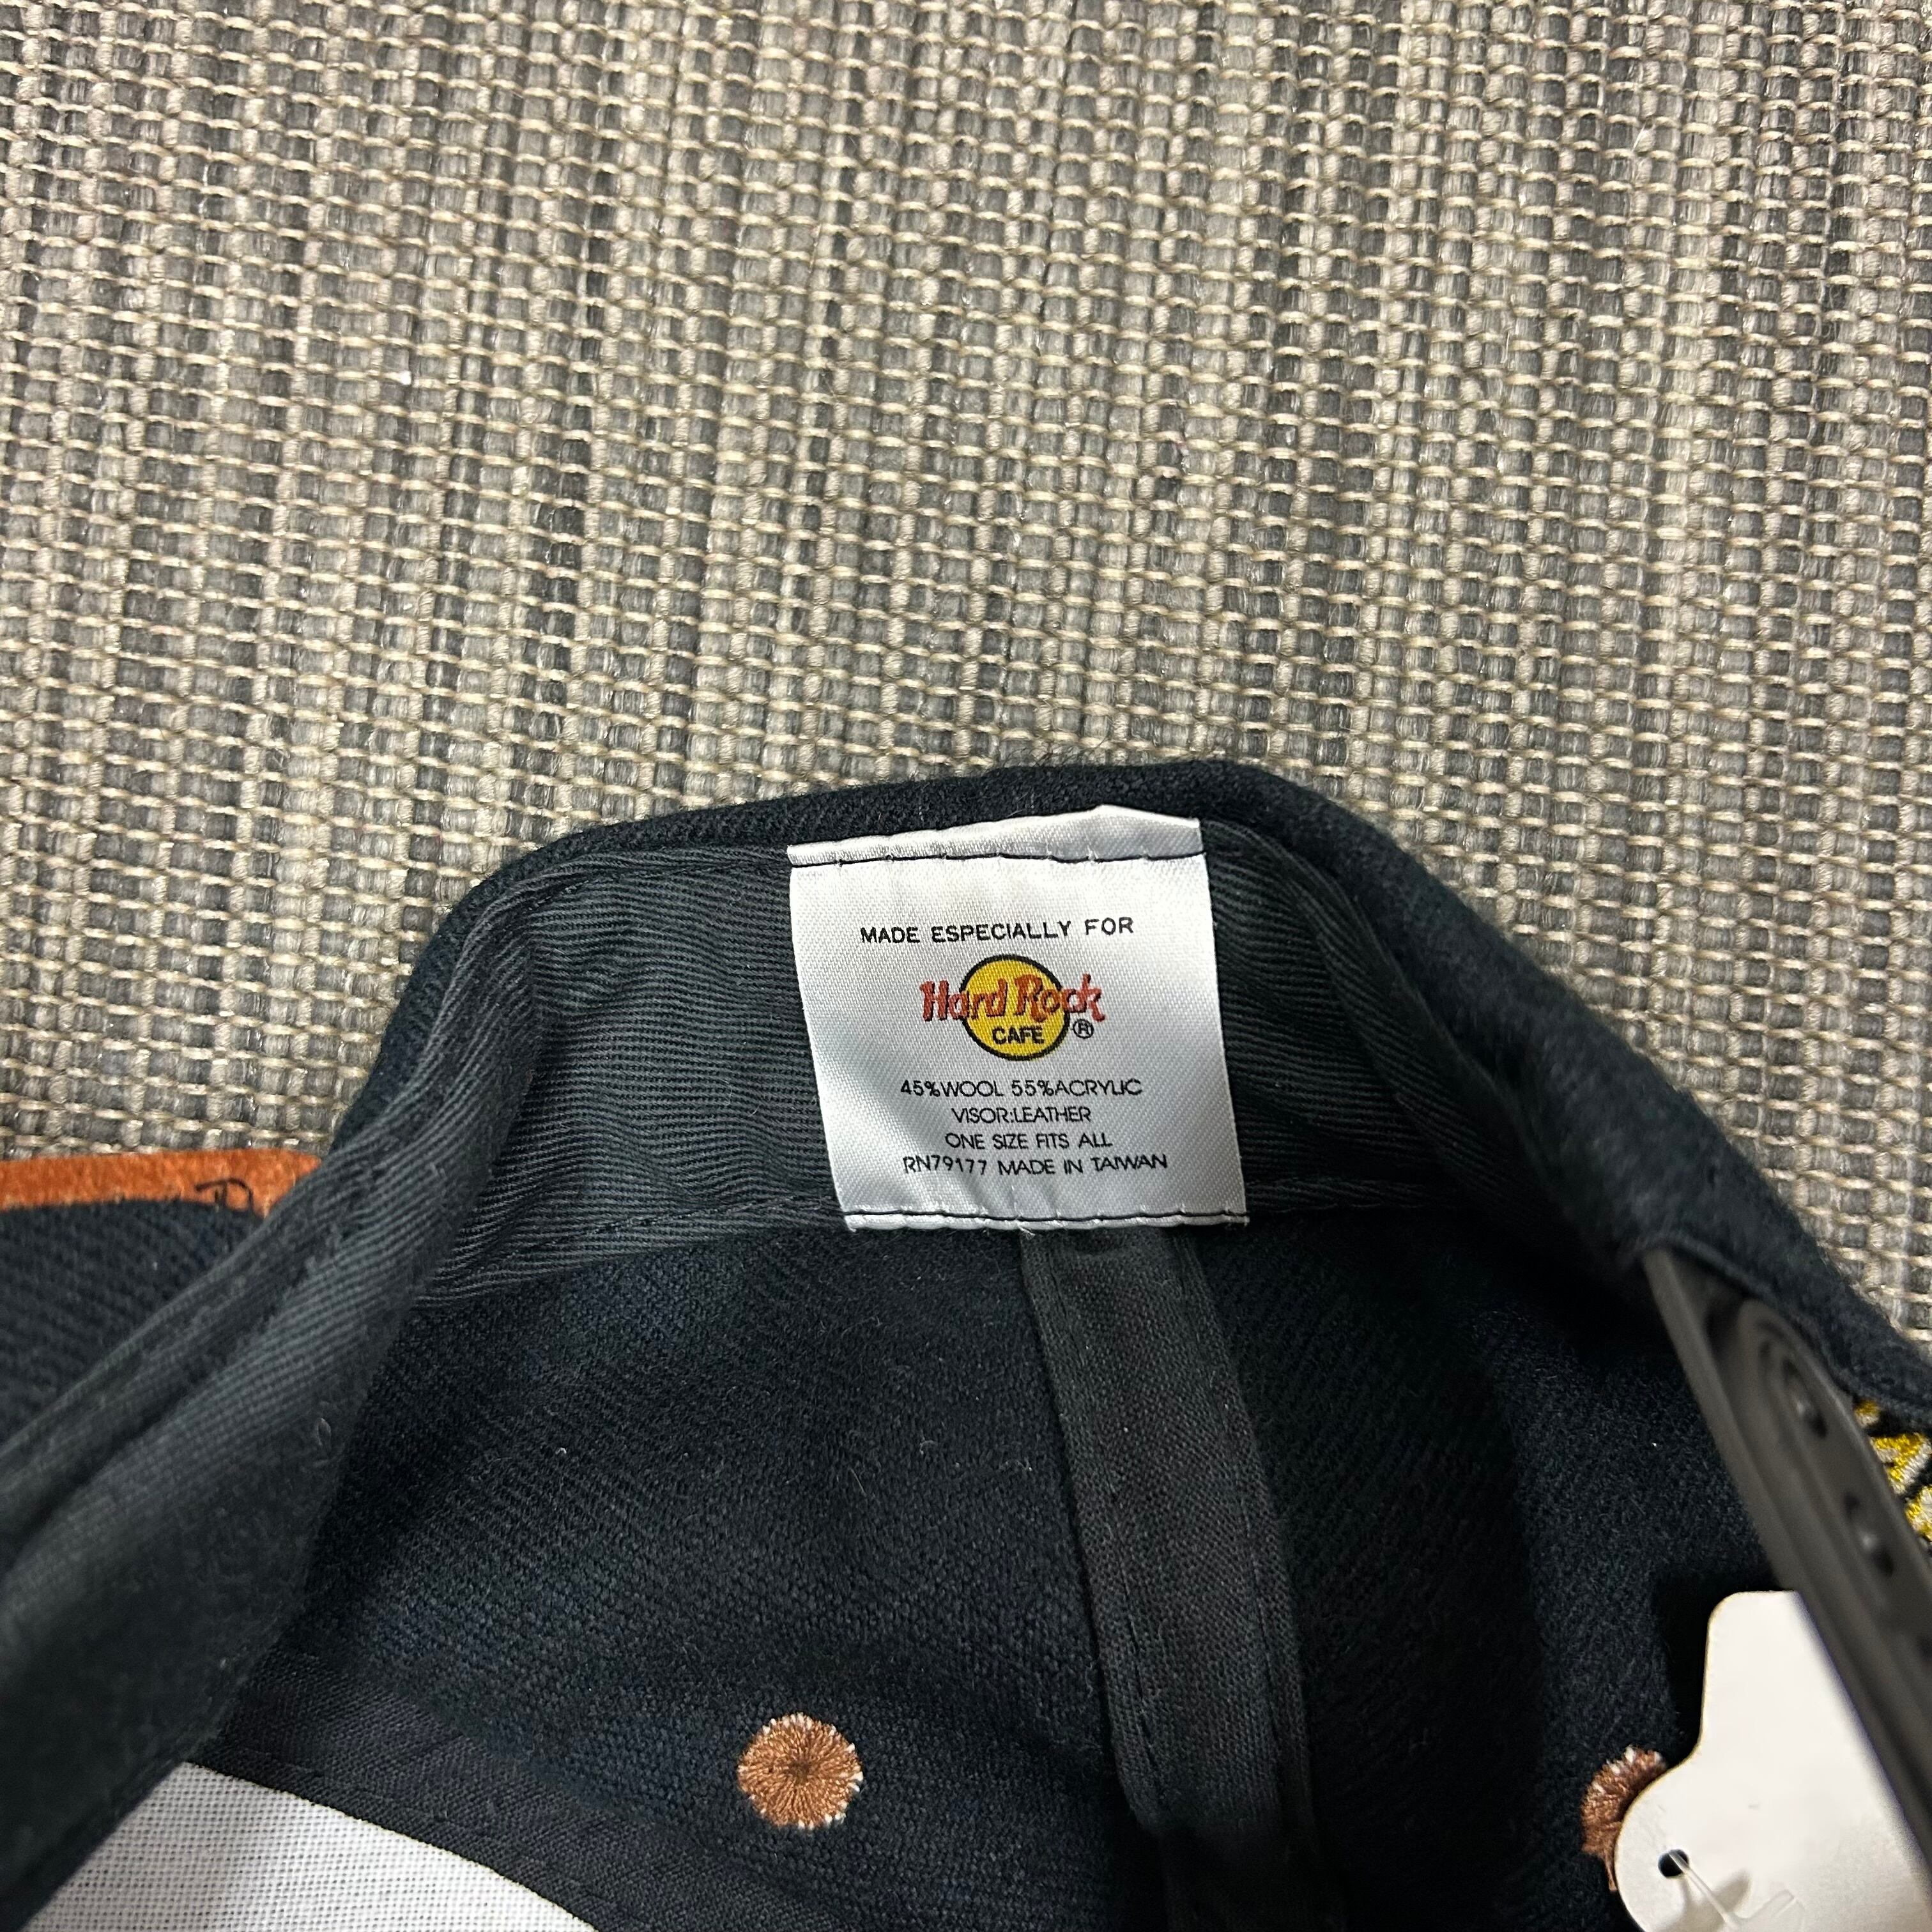 MADE ESPECIALLY FOR
Hard Rock
CAFE ®
45%WOOL 55%ACRYLIC
VISOR:LEATHER
ONE SIZE FITS ALL
RN79177 MADE IN TAIWAN